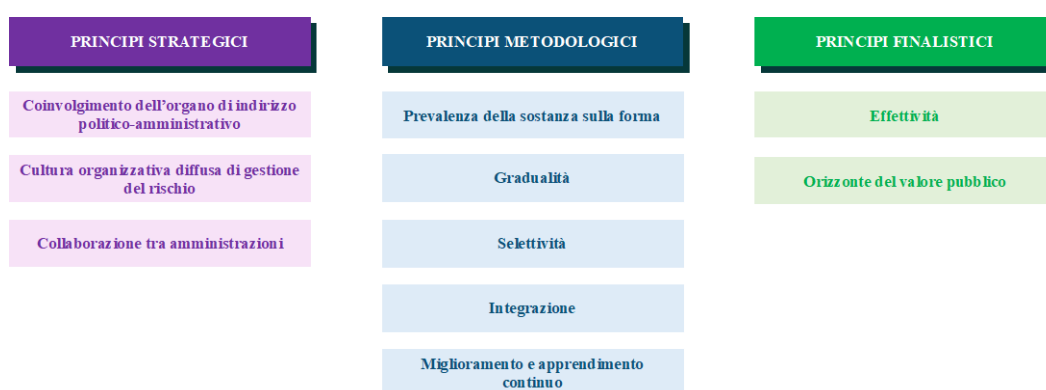 PRINCIPI STRATEGICI
Coinvolgimento dell'organo di indirizzo
politico-amministrativo
Cultura organizzativa diffusa di gestione
del rischio
Collaborazione tra amministrazioni
PRINCIPI METODOLOGICI
Prevalenza della sostanza sulla forma
Gradualità
Selettività
Integrazione
Miglioramento e apprendimento
continuo
PRINCIPI FINALISTICI
Effettività
Orizzonte del valore pubblico